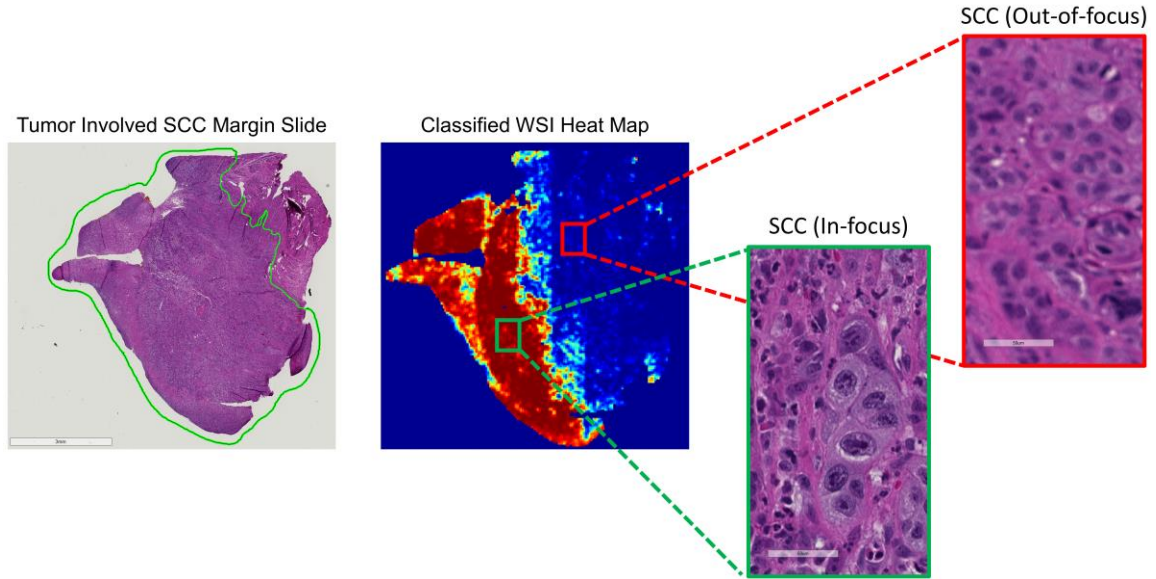 SCC (Out-of-focus)
Tumor Involved SCC Margin Slide
Classified WSI Heat Map
SCC (In-focus)